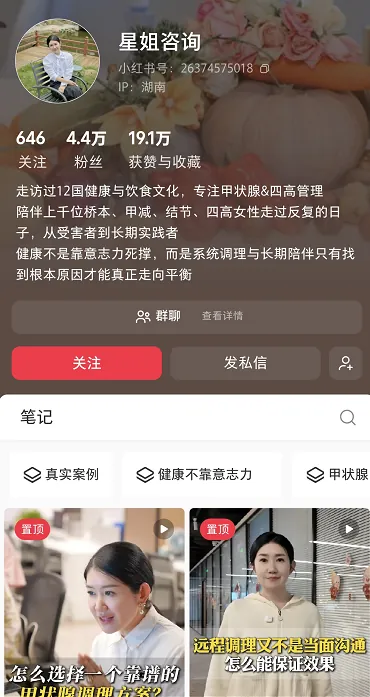 星姐咨询
小红书号：26374575018
IP：湖南
646 4.4万 19.1万
关注 粉丝 获赞与收藏
走访过12国健康与饮食文化，专注甲状腺&四高管理
陪伴上千位桥本、甲减、结节、四高女性走过反复的日
子，从受害者到长期实践者
健康不是靠意志力死撑，而是系统调理与长期陪伴只有找
到根本原因才能真正走向平衡
群聊 查看详情
关注 发私信
笔记
真实案例 健康不靠意志力 甲状腺
置顶 置顶
怎么选择一个靠谱的
甲状腺调理方案？
远程调理又不是当面沟通
怎么能保证效果